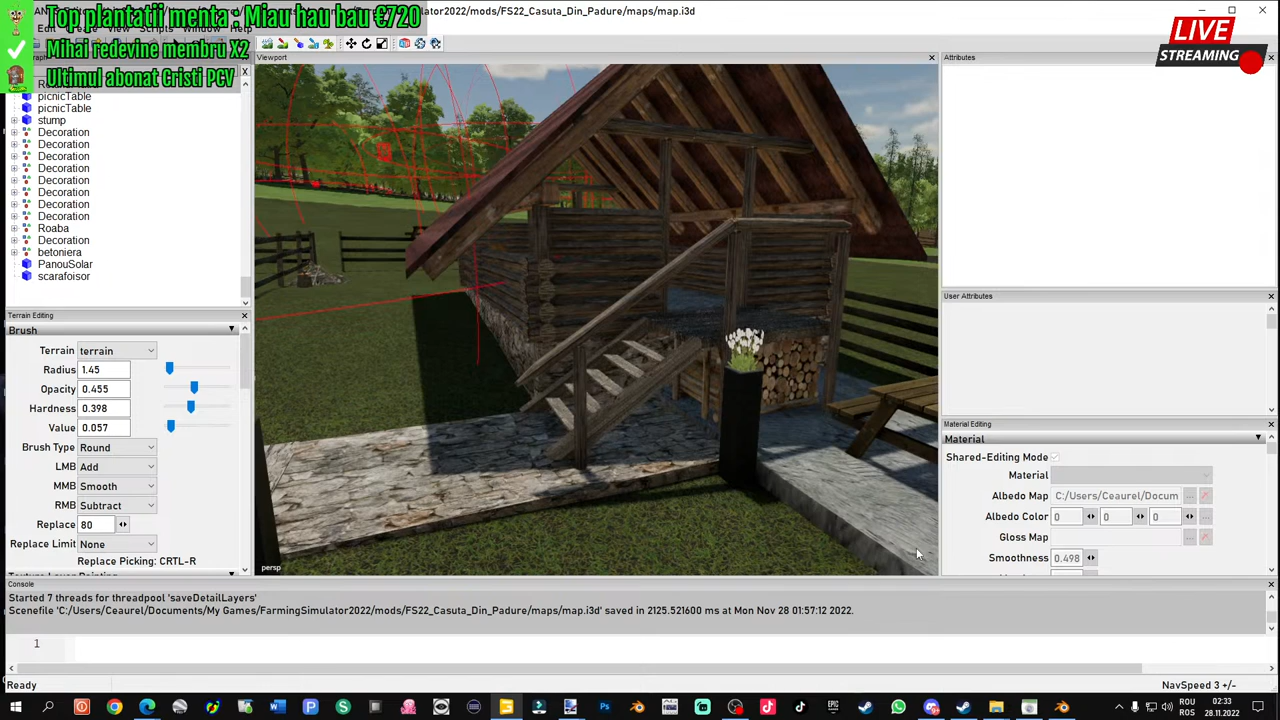 Top plantatii menta : Miau hau bau €720
elatorMap2022/mods/FS22_Casuta_Din_Padure/maps/map.i3d
Mihai redevine membru X2
Ultimul abonat Cristi PCV
LIVE
STREAMING
Viewport
Attributes
picnicTable
picnicTable
stump
Decoration
Decoration
Decoration
Decoration
Decoration
Decoration
Decoration
Decoration
Roaba
Decoration
betoniera
PanouSolar
scarafoisor
Terrain Editing
Brush
Terrain terrain
Radius 1.45
Opacity 0.455
Hardness 0.398
Value 0.057
Brush Type Round
LMB Add
MMB Smooth
RMB Subtract
Replace 80
Replace Limit None
Replace Picking: CRTL-R
persp
User Attributes
Material Editing
Material
Shared-Editing Mode
Material
Albedo Map C:/Users/Ceaurel/Docum ...
Albedo Color 0 0 0 ...
Gloss Map ...
Smoothness 0.498
Console
Started 7 threads for threadpool 'saveDetailLayers'
Scenefile 'C:/Users/Ceaurel/Documents/My Games/FarmingSimulator2022/mods/FS22_Casuta_Din_Padure/maps/map.i3d' saved in 2125.521600 ms at Mon Nov 28 01:57:12 2022.
1
Ready
NavSpeed 3 +/-
ROU
ROS
02:33
28.11.2022